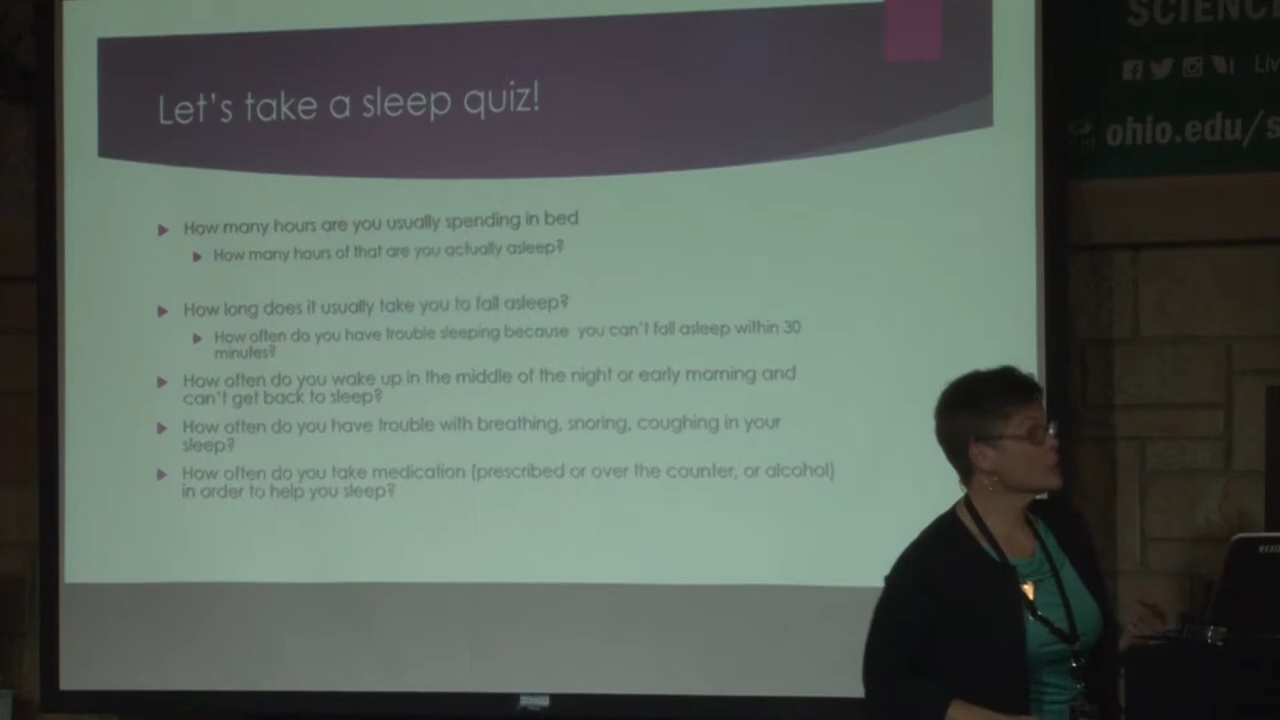 Let's take a sleep quiz!
How many hours are you usually spending in bed
How many hours of that are you actually asleep?
How long does it usually take you to fall asleep?
How often do you have trouble sleeping because you can't fall asleep within 30
minutes?
How often do you wake up in the middle of the night or early morning and
can't get back to sleep?
How often do you have trouble with breathing, snoring, coughing in your
sleep?
How often do you take medication (prescribed or over the counter, or alcohol)
in order to help you sleep?
SCIENC
Liv
ohio.edu/s